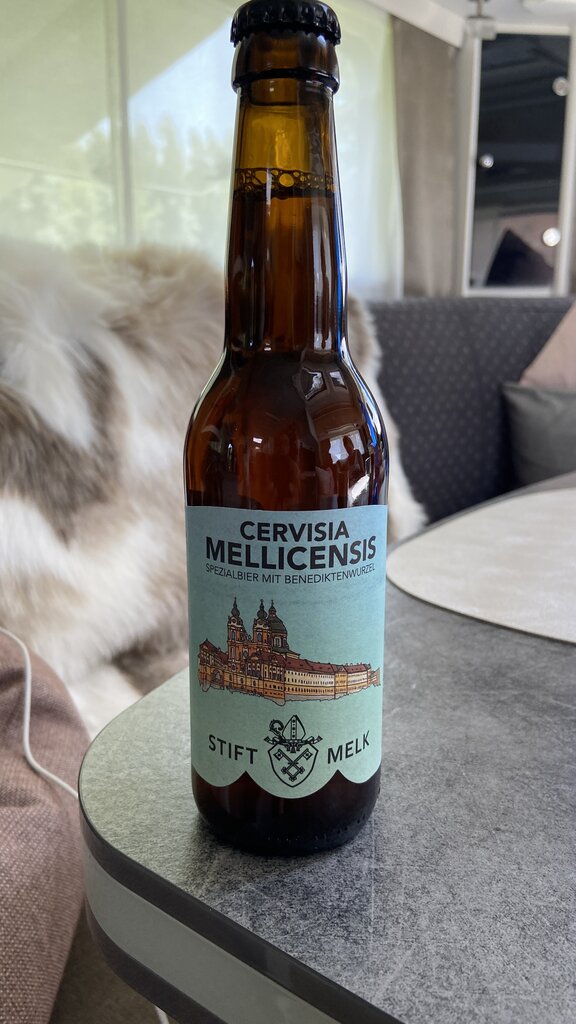 CERVISIA
MELLICENSIS
SPEZIALBIER MIT BENEDIKTENWURZEL
STIFT MELK